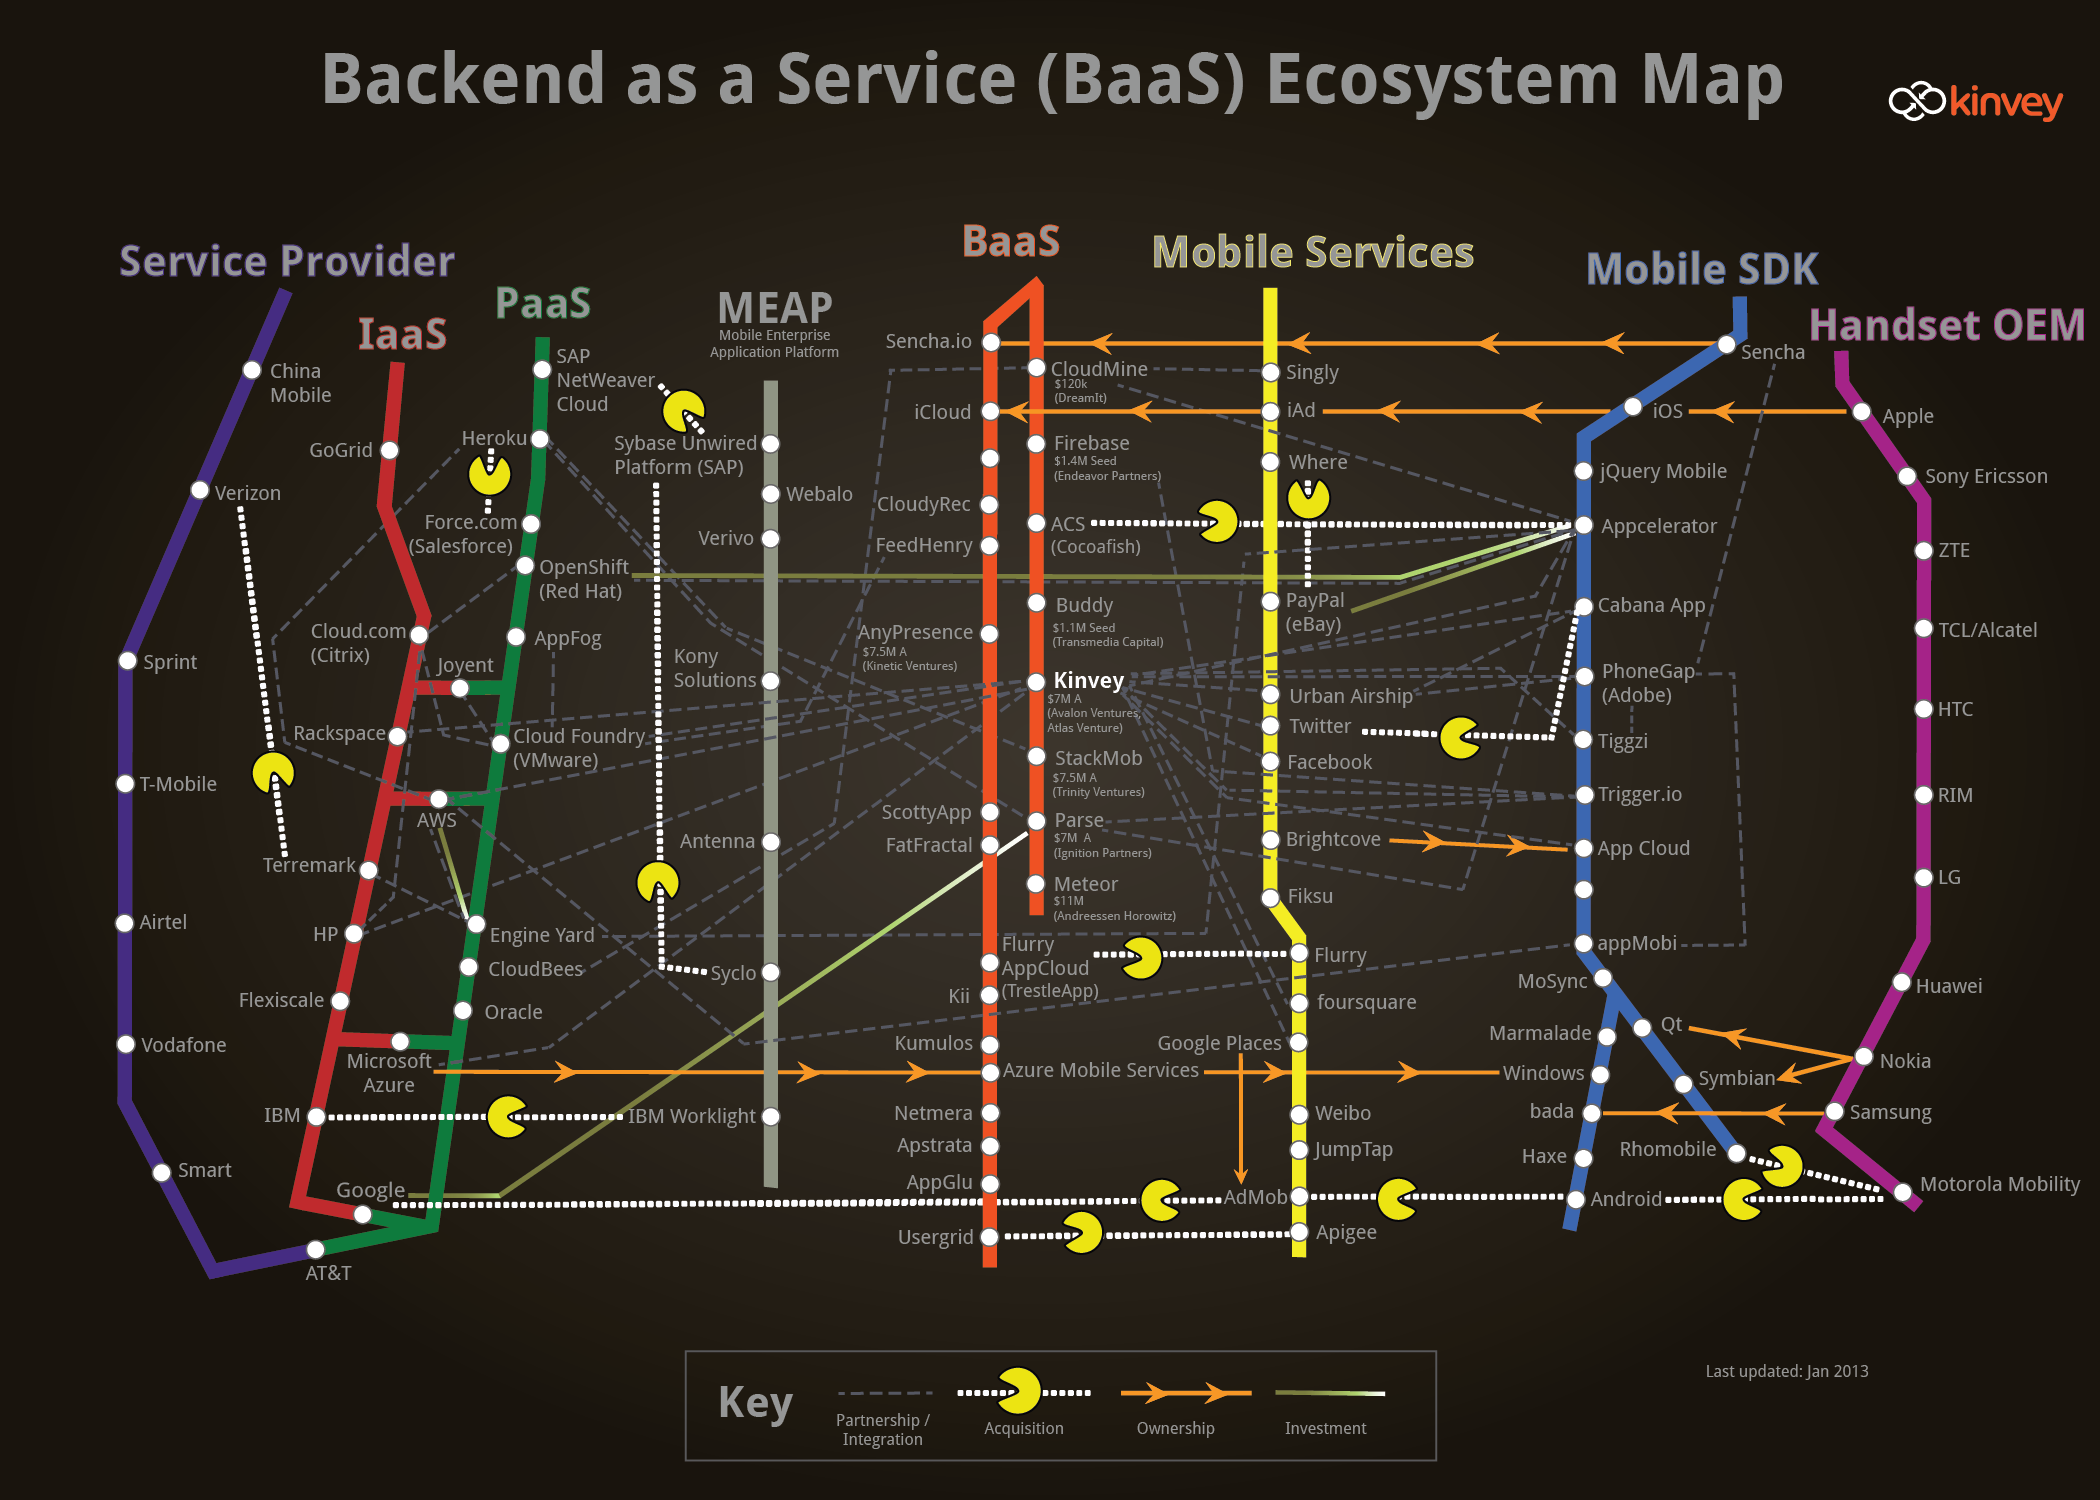 Backend as a Service (BaaS) Ecosystem Map
kinvey
Service Provider
China
Mobile
Verizon
Sprint
T-Mobile
Airtel
Vodafone
Smart
AT&T
IaaS
GoGrid
Cloud.com
(Citrix)
Joyent
Rackspace
AWS
Terremark
HP
Flexiscale
Microsoft
Azure
IBM
Google
PaaS
SAP
NetWeaver
Cloud
Heroku
Force.com
(Salesforce)
OpenShift
(Red Hat)
AppFog
Cloud Foundry
(VMware)
Engine Yard
CloudBees
Oracle
MEAP
Mobile Enterprise
Application Platform
Sybase Unwired
Platform (SAP)
Webalo
Verivo
Kony
Solutions
Antenna
Syclo
IBM Worklight
BaaS
Sencha.io
iCloud
CloudyRec
FeedHenry
AnyPresence
$7.5M A
(Kinetic Ventures)
ScottyApp
FatFractal
Flurry
AppCloud
(TrestleApp)
Kii
Kumulos
Azure Mobile Services
Netmera
Apstrata
AppGlu
Usergrid
CloudMine
$120k
(DreamIt)
Firebase
$1.4M Seed
(Endeavor Partners)
ACS
(Cocoafish)
Buddy
$1.1M Seed
(Transmedia Capital)
Kinvey
$7M A
(Avalon Ventures,
Atlas Venture)
StackMob
$7.5M A
(Trinity Ventures)
Parse
$7M A
(Ignition Partners)
Meteor
$11M
(Andreessen Horowitz)
Mobile Services
Singly
iAd
Where
PayPal
(eBay)
Urban Airship
Twitter
Facebook
Brightcove
Fiksu
Flurry
foursquare
Google Places
Weibo
JumpTap
AdMob
Apigee
Mobile SDK
Sencha
iOS
jQuery Mobile
Appcelerator
Cabana App
PhoneGap
(Adobe)
Tiggzi
Trigger.io
App Cloud
appMobi
MoSync
Marmalade
Qt
Windows
Symbian
bada
Rhomobile
Haxe
Android
Handset OEM
Apple
Sony Ericsson
ZTE
TCL/Alcatel
HTC
RIM
LG
Huawei
Nokia
Samsung
Motorola Mobility
Key
Partnership /
Integration
Acquisition
Ownership
Investment
Last updated: Jan 2013